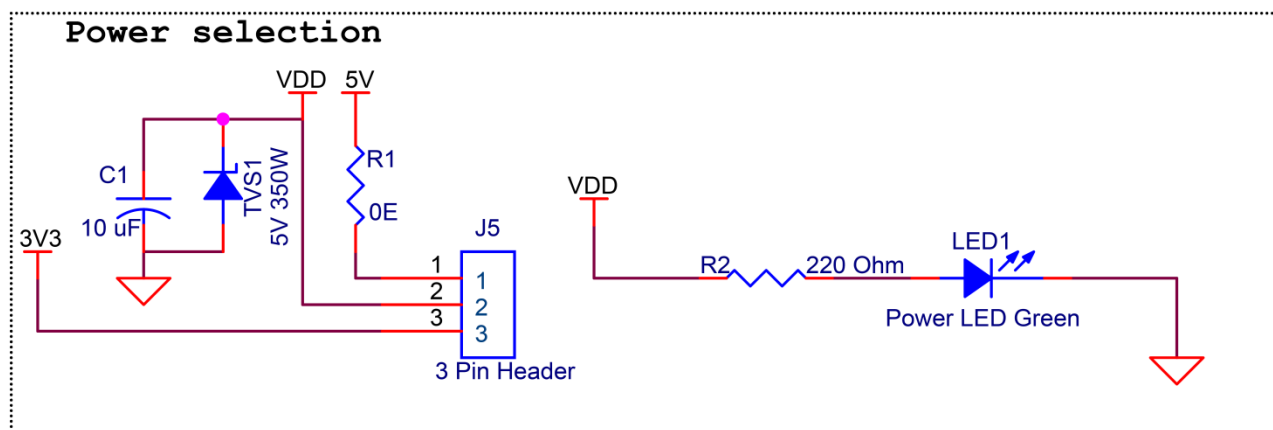 Power selection
VDD
5V
C1
10 uF
TVS1
5V 350W
R1
0E
3V3
J5
1
2
3
1
2
3
3 Pin Header
VDD
R2
220 Ohm
LED1
Power LED Green